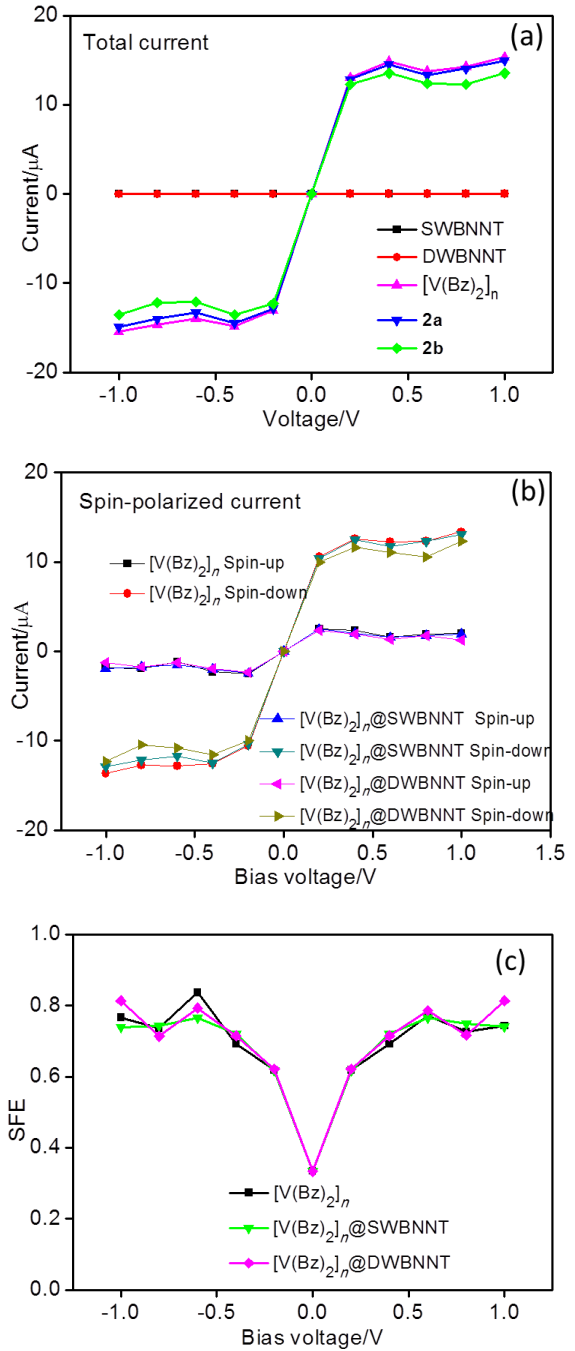 (a)
Total current
20
10
0
-10
-20
Current/μA
SWBNNT
DWBNNT
[V(Bz)2]n
2a
2b
-1.0 -0.5 0.0 0.5 1.0
Voltage/V
(b)
Spin-polarized current
20
10
0
-10
-20
Current/μA
[V(Bz)2]n Spin-up
[V(Bz)2]n Spin-down
[V(Bz)2]n@SWBNNT Spin-up
[V(Bz)2]n@SWBNNT Spin-down
[V(Bz)2]n@DWBNNT Spin-up
[V(Bz)2]n@DWBNNT Spin-down
-1.0 -0.5 0.0 0.5 1.0 1.5
Bias voltage/V
(c)
1.0
0.8
0.6
0.4
0.2
0.0
SFE
[V(Bz)2]n
[V(Bz)2]n@SWBNNT
[V(Bz)2]n@DWBNNT
-1.0 -0.5 0.0 0.5 1.0
Bias voltage/V